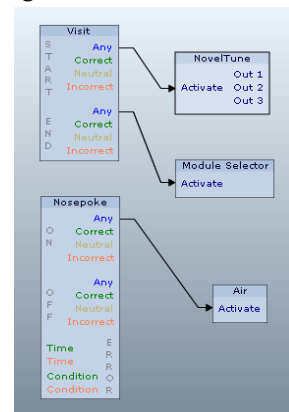 Visit
START
Any
Correct
Neutral
Incorrect
END
Any
Correct
Neutral
Incorrect
NovelTune
Out 1
Activate Out 2
Out 3
Module Selector
Activate
Nosepoke
ON
Any
Correct
Neutral
Incorrect
OFF
Any
Correct
Neutral
Incorrect
Time
Time
Condition
Condition
ERROR
Air
Activate